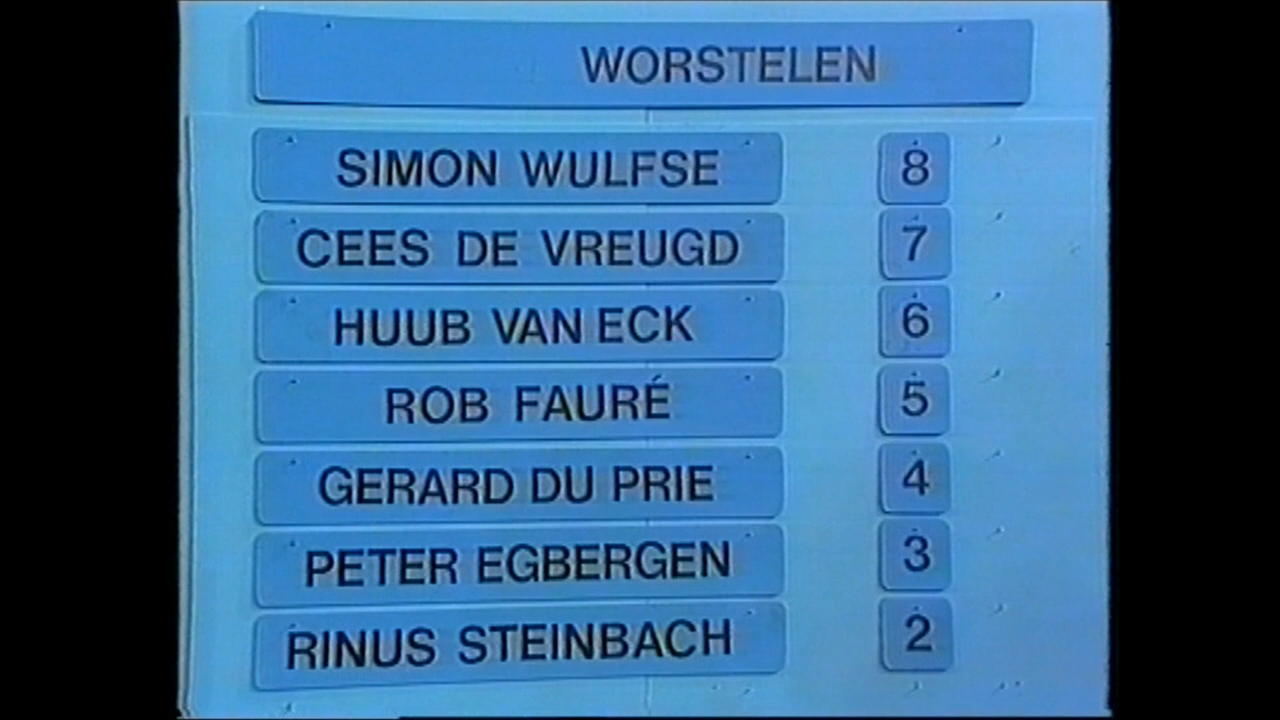 WORSTELEN
SIMON WULFSE 8
CEES DE VREUGD 7
HUUB VAN ECK 6
ROB FAURÉ 5
GERARD DU PRIE 4
PETER EGBERGEN 3
RINUS STEINBACH 2